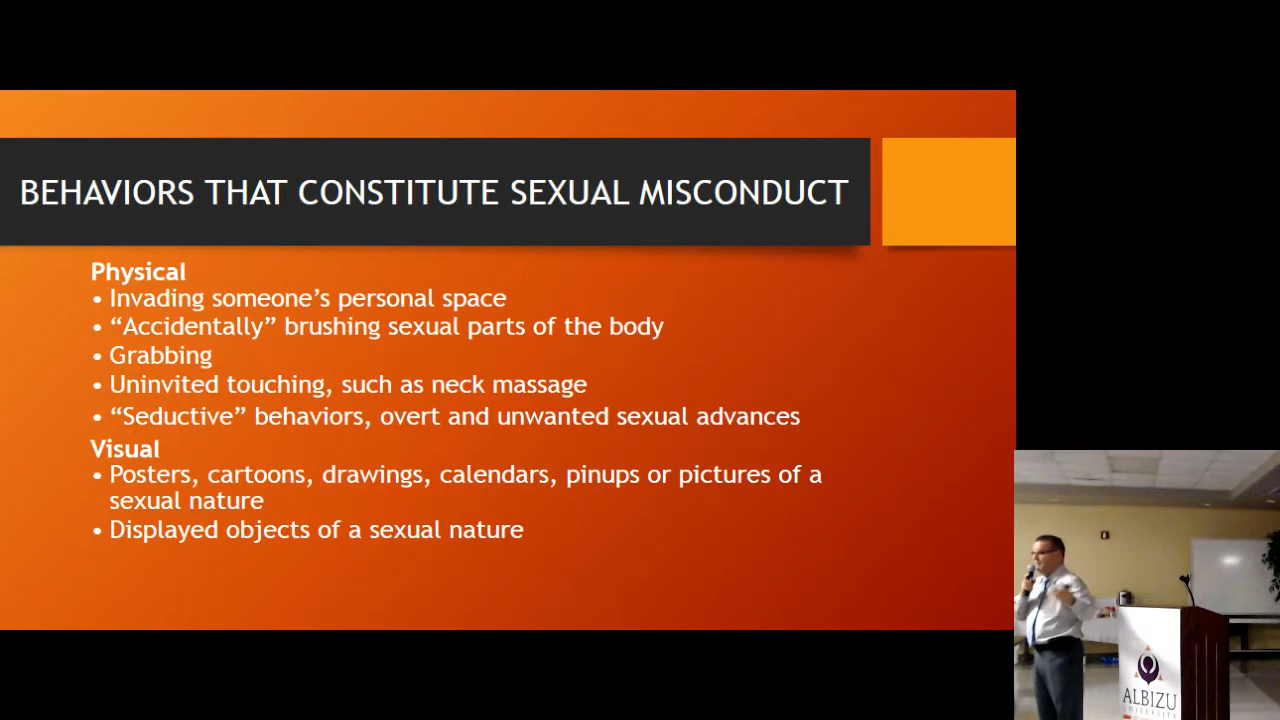 BEHAVIORS THAT CONSTITUTE SEXUAL MISCONDUCT
Physical
• Invading someone’s personal space
• “Accidentally” brushing sexual parts of the body
• Grabbing
• Uninvited touching, such as neck massage
• “Seductive” behaviors, overt and unwanted sexual advances
Visual
• Posters, cartoons, drawings, calendars, pinups or pictures of a
sexual nature
• Displayed objects of a sexual nature
ALBIZU
UNIVERSITY